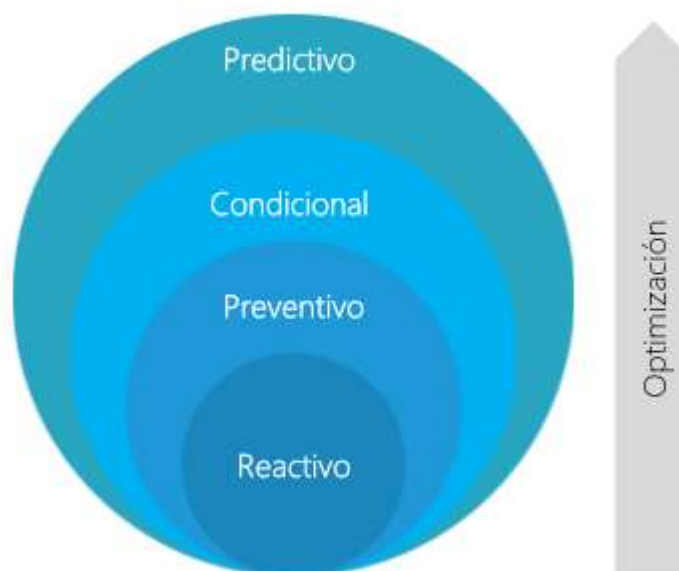 Predictivo
Condicional
Preventivo
Reactivo
Optimización